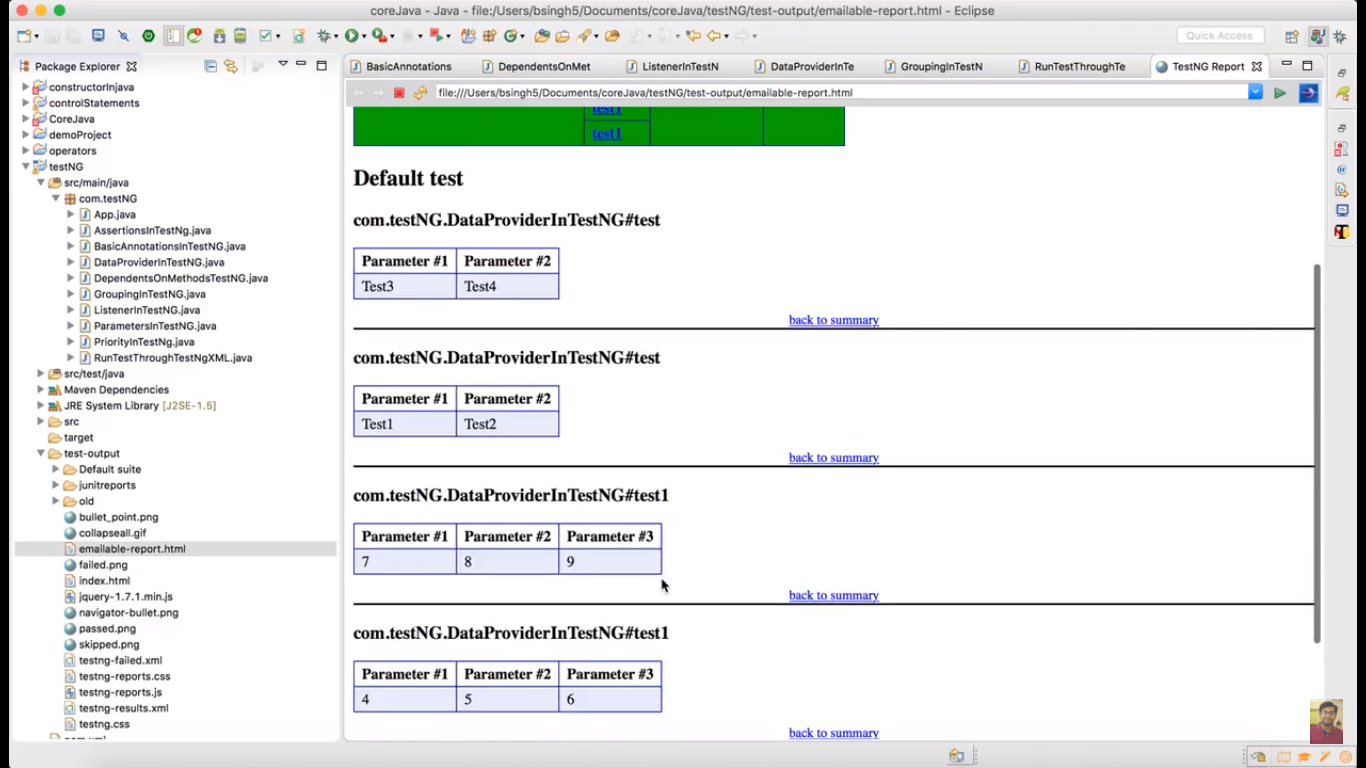 coreJava - Java - file:/Users/bsingh5/Documents/coreJava/testNG/test-output/emailable-report.html - Eclipse
Quick Access
Package Explorer
BasicAnnotations
DependentsOnMet
ListenerInTestN
DataProviderInTe
GroupingInTestN
RunTestThroughTe
TestNG Report
file:///Users/bsingh5/Documents/coreJava/testNG/test-output/emailable-report.html
constructorInjava
controlStatements
CoreJava
demoProject
operators
testNG
src/main/java
com.testNG
App.java
AssertionsInTestNg.java
BasicAnnotationsInTestNG.java
DataProviderInTestNG.java
DependentsOnMethodsTestNG.java
GroupingInTestNG.java
ListenerInTestNG.java
ParametersInTestNG.java
PriorityInTestNg.java
RunTestThroughTestNgXML.java
src/test/java
Maven Dependencies
JRE System Library [J2SE-1.5]
src
target
test-output
Default suite
junitreports
old
bullet_point.png
collapseall.gif
emailable-report.html
failed.png
index.html
jquery-1.7.1.min.js
navigator-bullet.png
passed.png
skipped.png
testng-failed.xml
testng-reports.css
testng-reports.js
testng-results.xml
testng.css
test1
test1
Default test
com.testNG.DataProviderInTestNG#test
Parameter #1 Parameter #2
Test3 Test4
back to summary
com.testNG.DataProviderInTestNG#test
Parameter #1 Parameter #2
Test1 Test2
back to summary
com.testNG.DataProviderInTestNG#test1
Parameter #1 Parameter #2 Parameter #3
7 8 9
back to summary
com.testNG.DataProviderInTestNG#test1
Parameter #1 Parameter #2 Parameter #3
4 5 6
back to summary